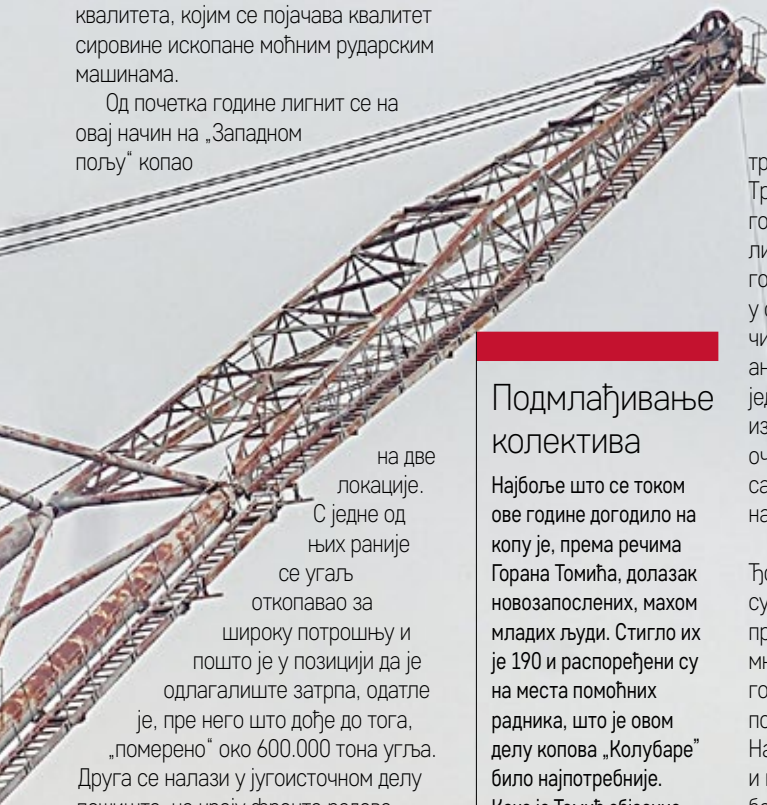 квалитета, којим се појачава квалитет
сировине ископане моћним рударским
машинама.
Од почетка године лигнит се на
овај начин на „Западном
пољу“ копао
на две
локације.
С једне од
њих раније
се угаљ
откопавао за
широку потрошњу и
пошто је у позицији да је
одлагалиште затрпа, одатле
је, пре него што дође до тога,
„померено“ око 600.000 тона угља.
Друга се налази у југоисточном делу
Подмлађивање
колектива
Најбоље што се током
ове године догодило на
копу је, према речима
Горана Томића, долазак
новозапослених, махом
младих људи. Стигло их
је 190 и распоређени су
на места помоћних
радника, што је овом
делу копова „Колубаре“
било најпотребније.